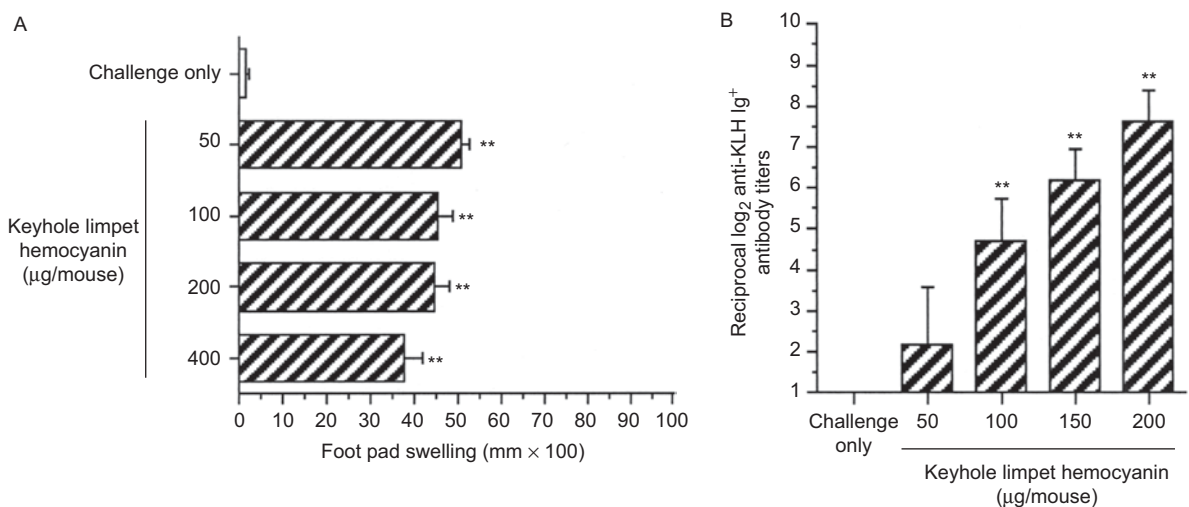 A
Challenge only
50
100
200
400
Keyhole limpet
hemocyanin
(μg/mouse)
0 10 20 30 40 50 60 70 80 90 100
Foot pad swelling (mm × 100)
**
**
**
**
B
Reciprocal log2 anti-KLH Ig+
antibody titers
10
9
8
7
6
5
4
3
2
1
**
**
**
Challenge
only
50 100 150 200
Keyhole limpet hemocyanin
(μg/mouse)